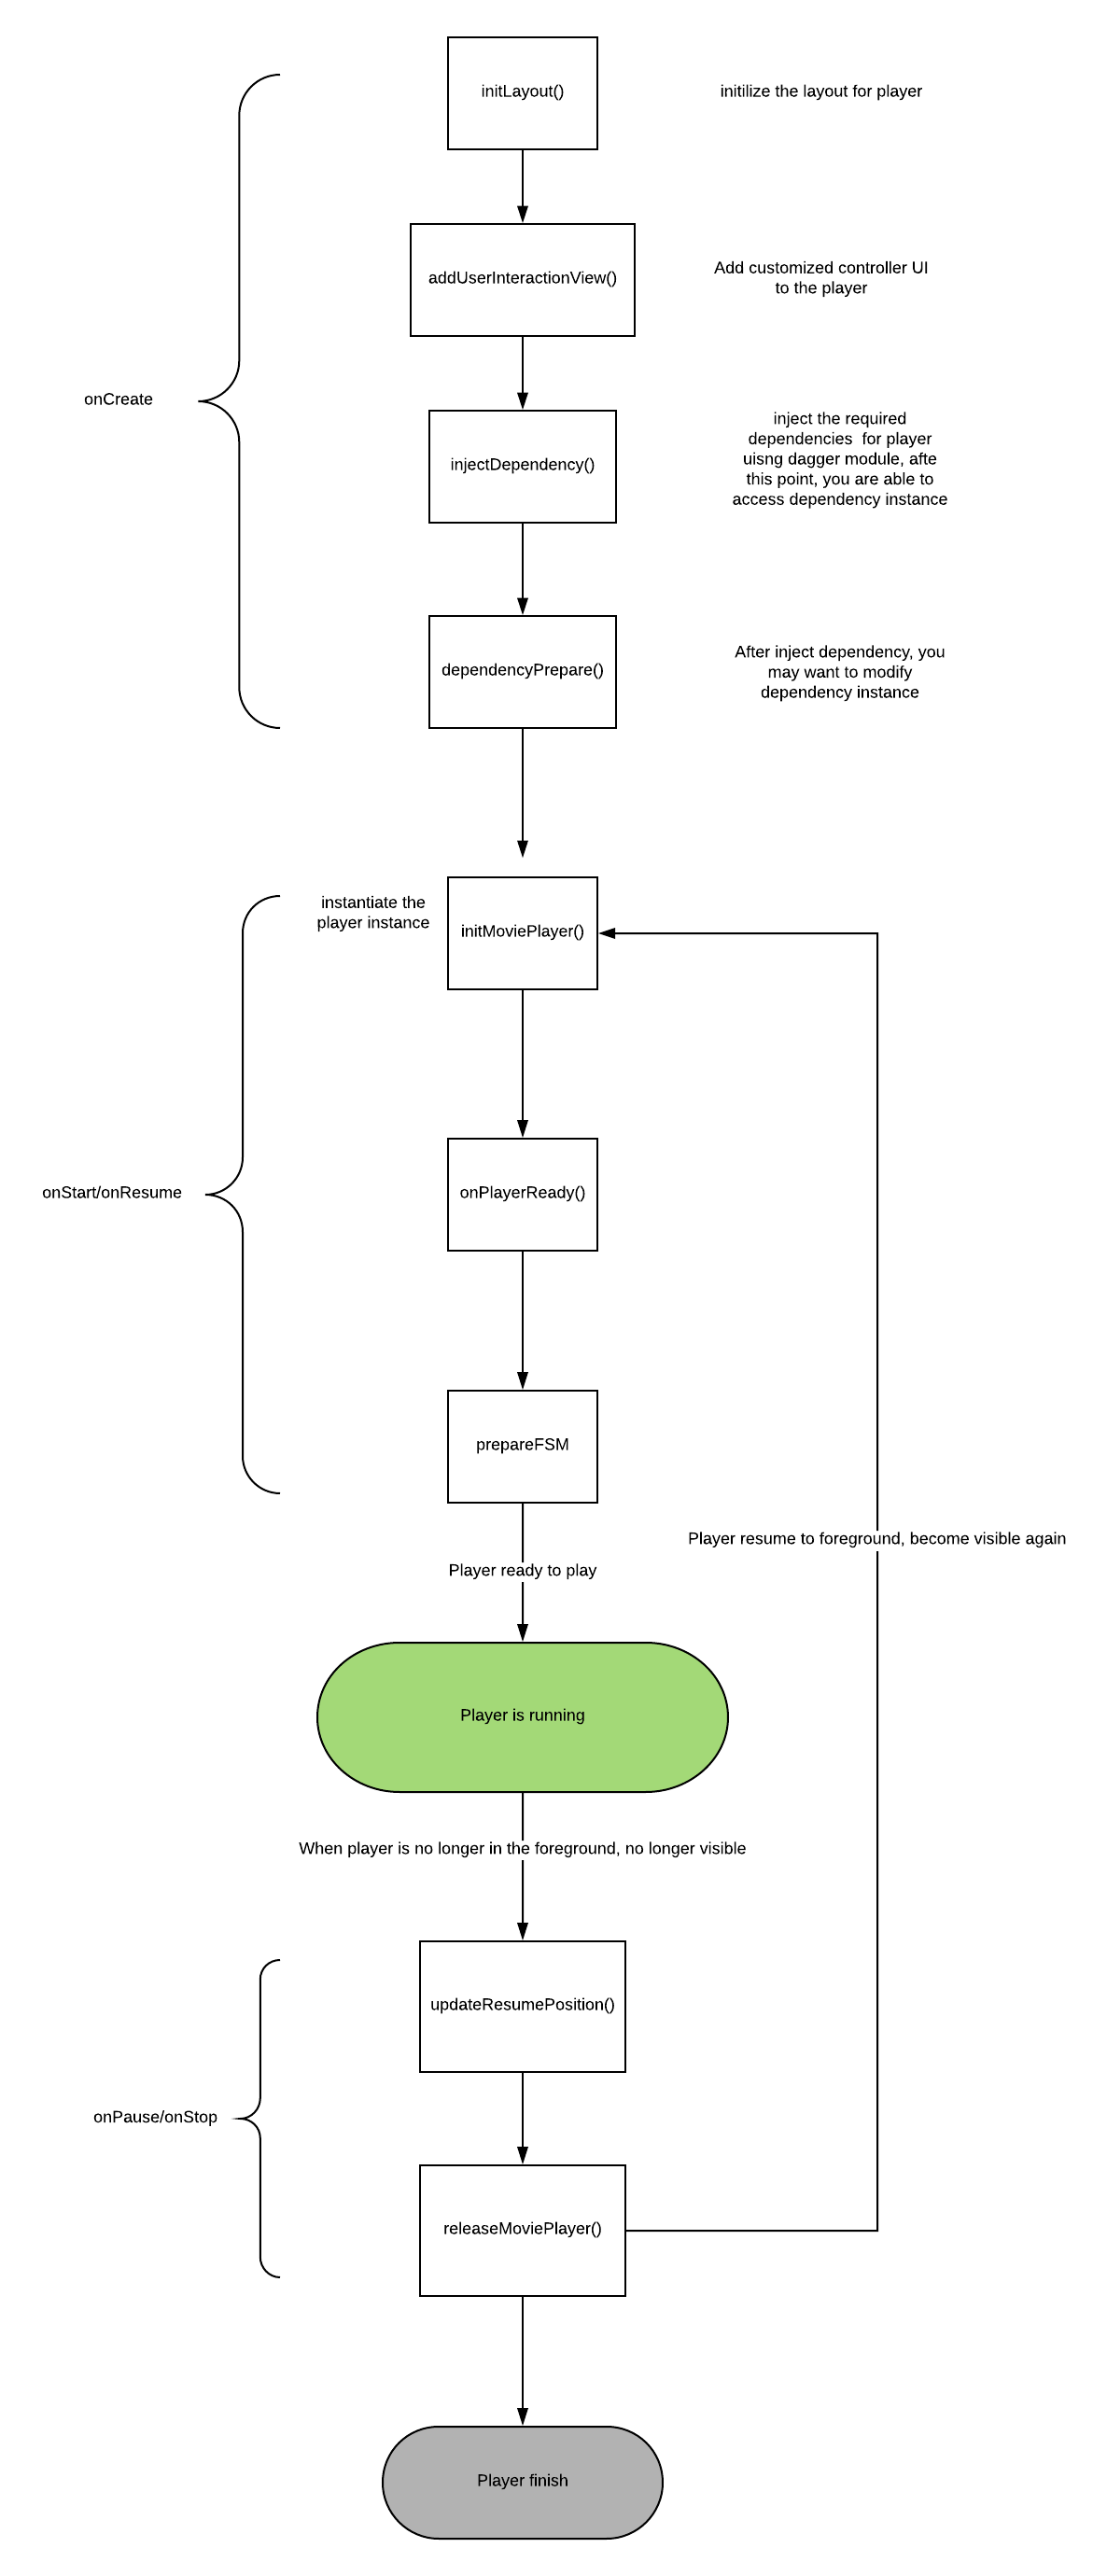 initLayout()
initilize the layout for player
addUserInteractionView()
Add customized controller UI
to the player
onCreate
injectDependency()
inject the required
dependencies  for player
uisng dagger module, afte
this point, you are able to
access dependency instance
dependencyPrepare()
After inject dependency, you
may want to modify
dependency instance
instantiate the
player instance
initMoviePlayer()
onStart/onResume
onPlayerReady()
prepareFSM
Player resume to foreground, become visible again
Player ready to play
Player is running
When player is no longer in the foreground, no longer visible
updateResumePosition()
onPause/onStop
releaseMoviePlayer()
Player finish